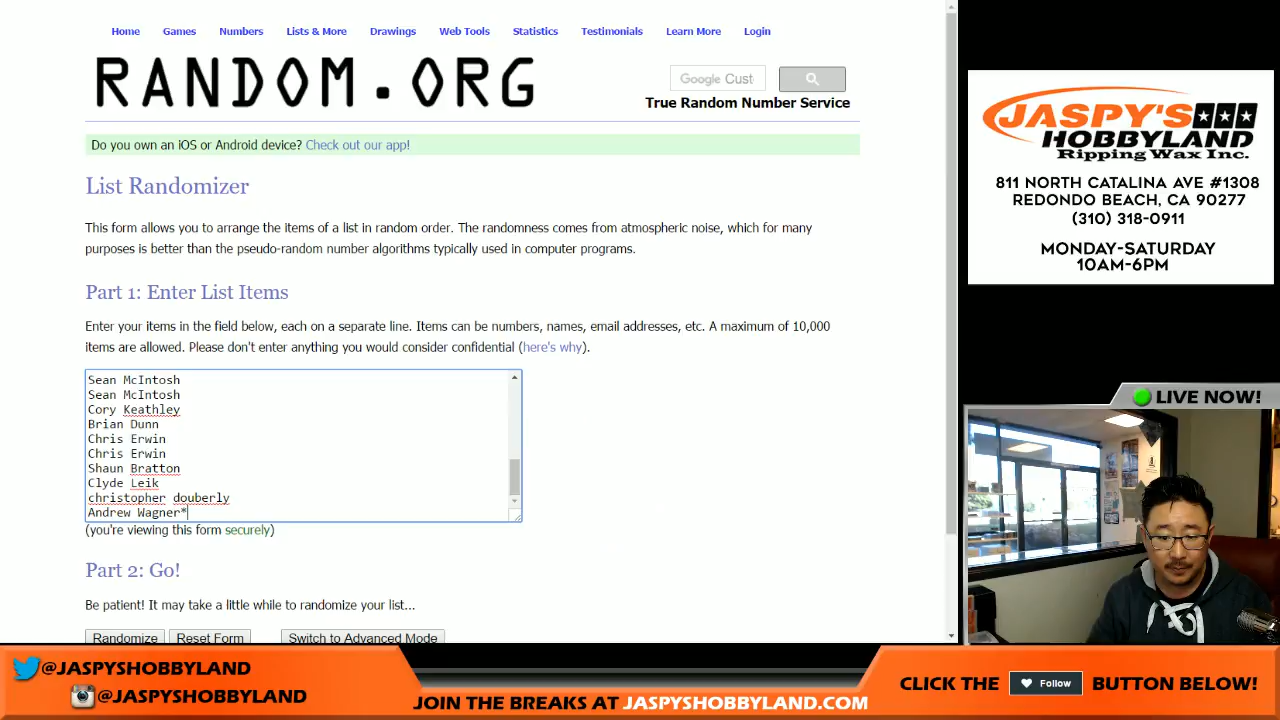 Home Games Numbers Lists & More Drawings Web Tools Statistics Testimonials Learn More Login
RANDOM.ORG
Google Cust
True Random Number Service
Do you own an iOS or Android device? Check out our app!
List Randomizer
This form allows you to arrange the items of a list in random order. The randomness comes from atmospheric noise, which for many
purposes is better than the pseudo-random number algorithms typically used in computer programs.
Part 1: Enter List Items
Enter your items in the field below, each on a separate line. Items can be numbers, names, email addresses, etc. A maximum of 10,000
items are allowed. Please don't enter anything you would consider confidential (here's why).
Sean McIntosh
Sean McIntosh
Cory Keathley
Brian Dunn
Chris Erwin
Chris Erwin
Shaun Bratton
Clyde Leik
christopher douberly
Andrew Wagner*
(you're viewing this form securely)
Part 2: Go!
Be patient! It may take a little while to randomize your list...
Randomize Reset Form Switch to Advanced Mode
JASPY'S
HOBBYLAND
Ripping Wax Inc.
811 NORTH CATALINA AVE #1308
REDONDO BEACH, CA 90277
(310) 318-0911
MONDAY-SATURDAY
10AM-6PM
LIVE NOW!
@JASPYSHOBBYLAND
@JASPYSHOBBYLAND
JOIN THE BREAKS AT JASPYSHOBBYLAND.COM
CLICK THE Follow BUTTON BELOW!